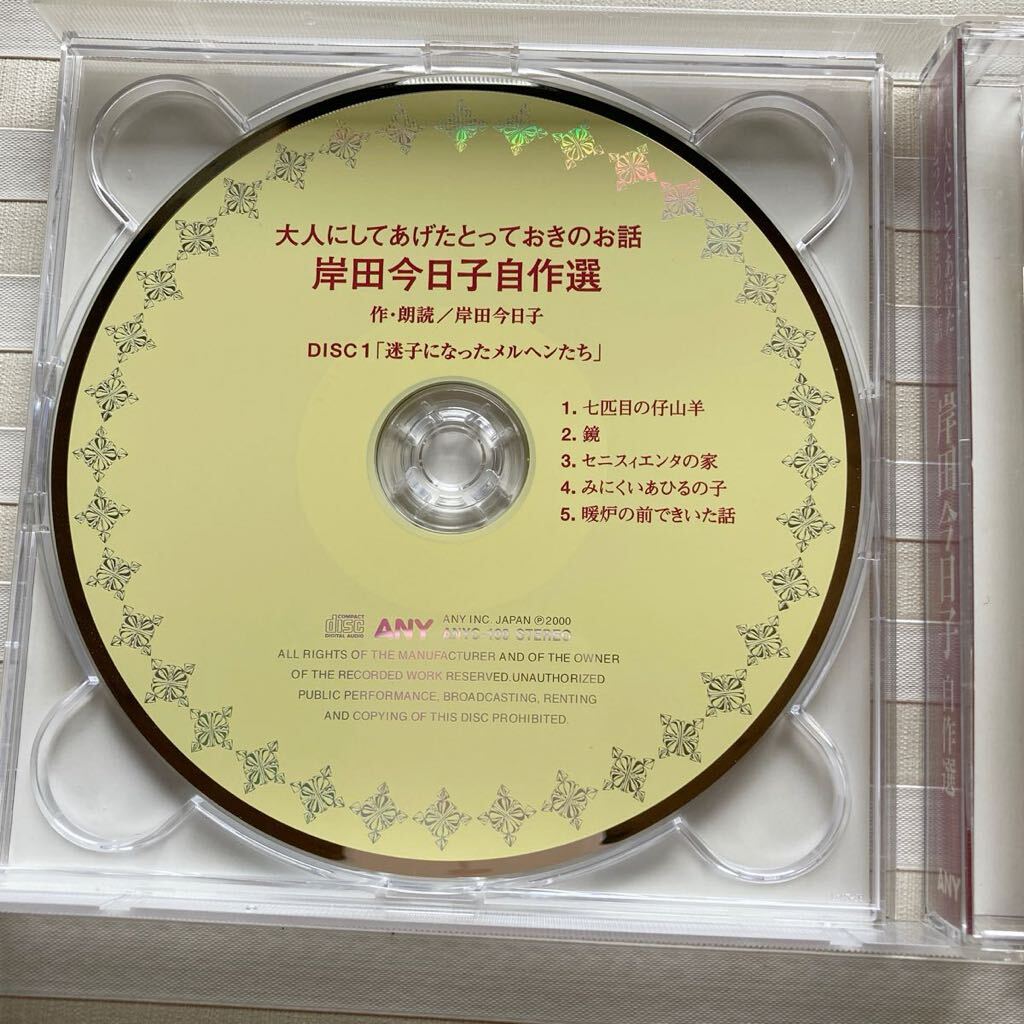 大人にしてあげたとっておきのお話
岸田今日子自作選
作・朗読/岸田今日子
DISC 1「迷子になったメルヘンたち」
1. 七匹目の仔山羊
2. 鏡
3. セニスィエンタの家
4. みにくいあひるの子
5. 暖炉の前できいた話
COMPACT
disc
DIGITAL AUDIO
ANY
ANY INC. JAPAN ℗2000
STEREO
ALL RIGHTS OF THE MANUFACTURER AND OF THE OWNER
OF THE RECORDED WORK RESERVED.UNAUTHORIZED
PUBLIC PERFORMANCE, BROADCASTING, RENTING
AND COPYING OF THIS DISC PROHIBITED.
岸田今日子 自作選
ANY